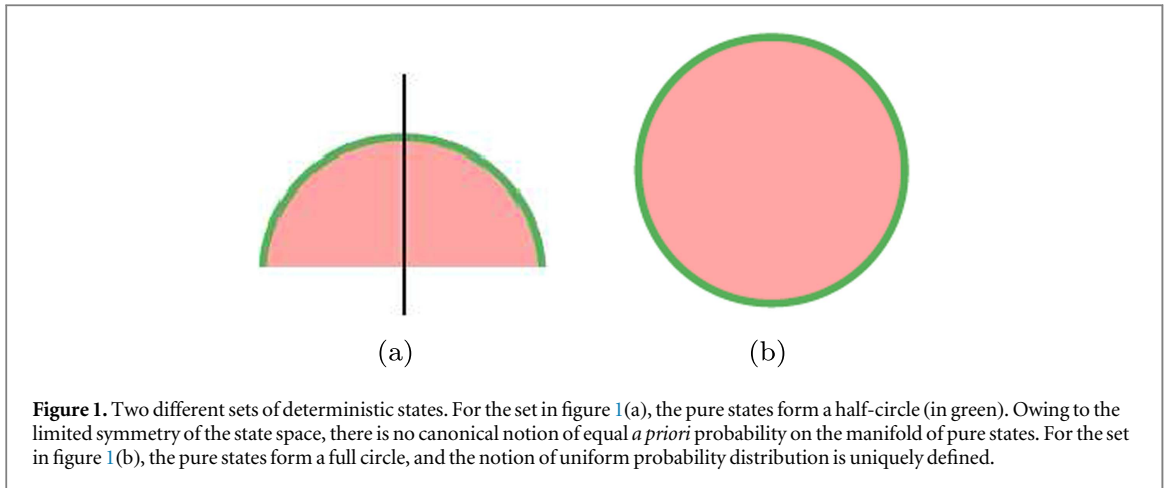 (a)
(b)
Figure 1. Two different sets of deterministic states. For the set in figure 1(a), the pure states form a half-circle (in green). Owing to the
limited symmetry of the state space, there is no canonical notion of equal a priori probability on the manifold of pure states. For the set
in figure 1(b), the pure states form a full circle, and the notion of uniform probability distribution is uniquely defined.